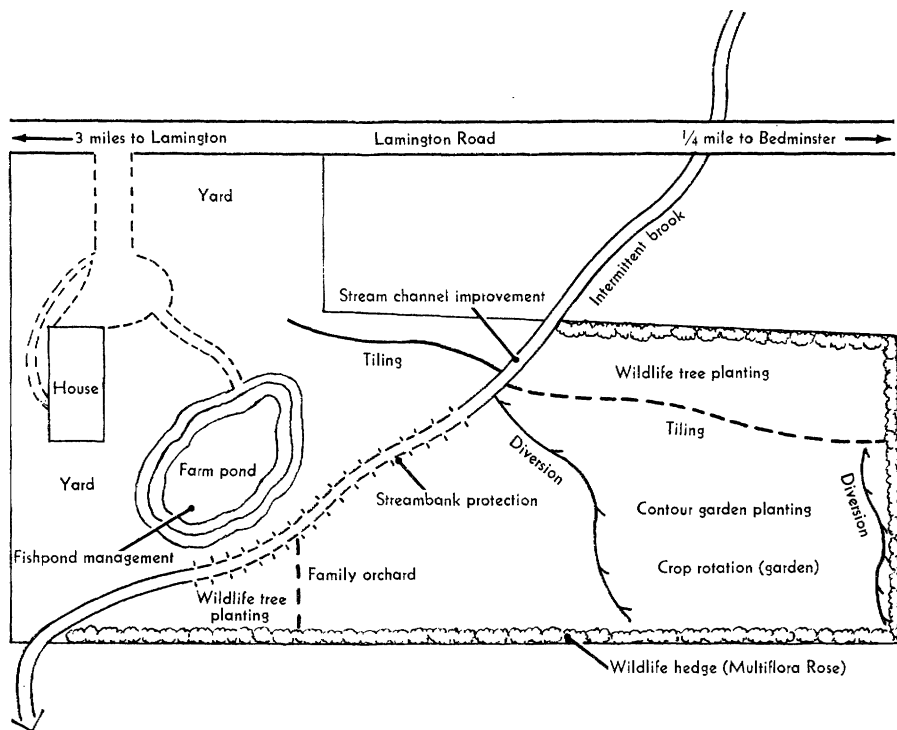 3 miles to Lamington
Lamington Road
1/4 mile to Bedminster
Yard
Intermittent brook
Stream channel improvement
Tiling
Wildlife tree planting
House
Tiling
Farm pond
Diversion
Yard
Streambank protection
Diversion
Contour garden planting
Fishpond management
Family orchard
Crop rotation (garden)
Wildlife tree
planting
Wildlife hedge (Multiflora Rose)